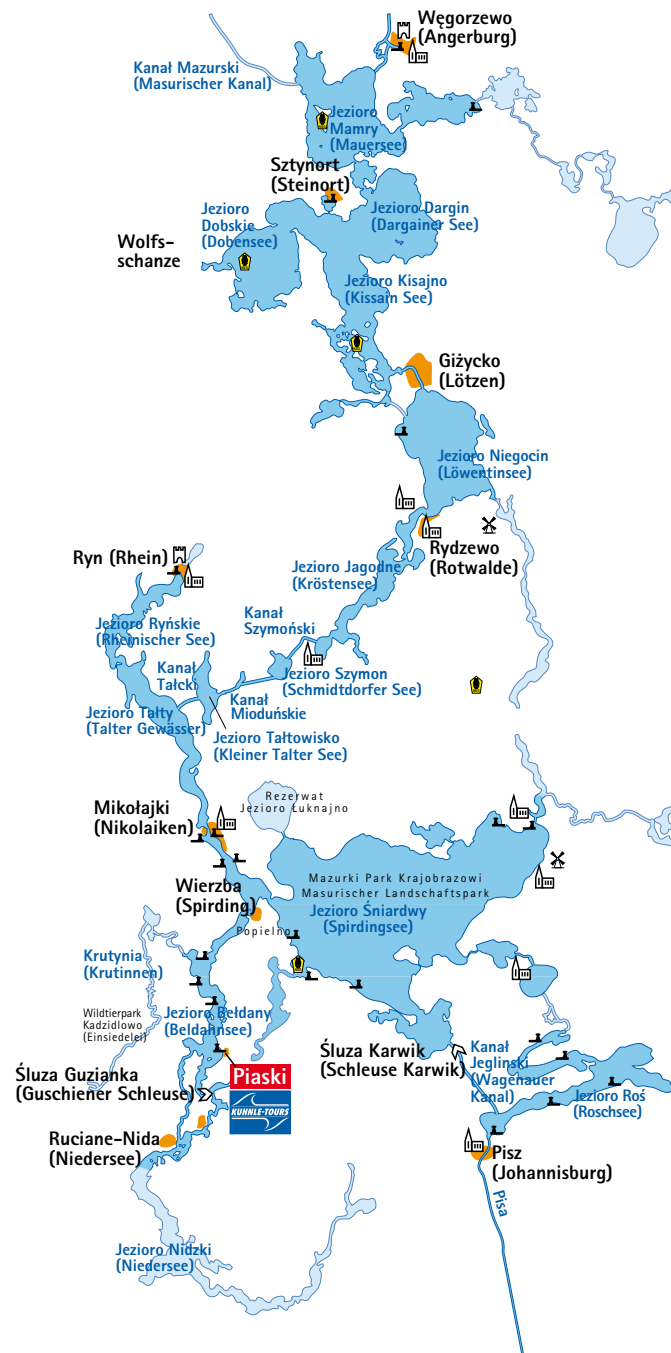 Węgorzewo
(Angerburg)
Kanał Mazurski
(Masurischer Kanal)
Jezioro
Mamry
(Mauersee)
Sztynort
(Steinort)
Jezioro
Dobskie
(Dobensee)
Jezioro Dargin
(Dargainer See)
Wolfs-
schanze
Jezioro Kisajno
(Kissain See)
Giżycko
(Lötzen)
Jezioro Niegocin
(Löwentinsee)
Rydzewo
(Rotwalde)
Ryn (Rhein)
Jezioro Jagodne
(Kröstensee)
Kanał
Szymoński
Jezioro Ryńskie
(Rheinischer See)
Kanał
Tałcki
Jezioro Szymon
(Schmidtdorfer See)
Kanał
Mioduńskie
Jezioro Tałty
(Talter Gewässer)
Jezioro Tałtowisko
(Kleiner Talter See)
Rezerwat
Jezioro Łuknajno
Mikołajki
(Nikolaiken)
Mazurki Park Krajobrazowi
Masurischer Landschaftspark
Wierzba
(Spirding)
Jezioro Śniardwy
(Spirdingsee)
Popielno
Krutynia
(Krutinnen)
Wildtierpark
Kadzidlowo
(Einsiedelei)
Jezioro Bełdany
(Beldahnsee)
Śluza Karwik
(Schleuse Karwik)
Kanał
Jegliński
(Wagenauer
Kanal)
Śluza Guzianka
(Guschiener Schleuse)
Piaski
KUHNLE-TOURS
Jezioro Roś
(Roschsee)
Ruciane-Nida
(Niedersee)
Pisz
(Johannisburg)
Pisa
Jezioro Nidzki
(Niedersee)